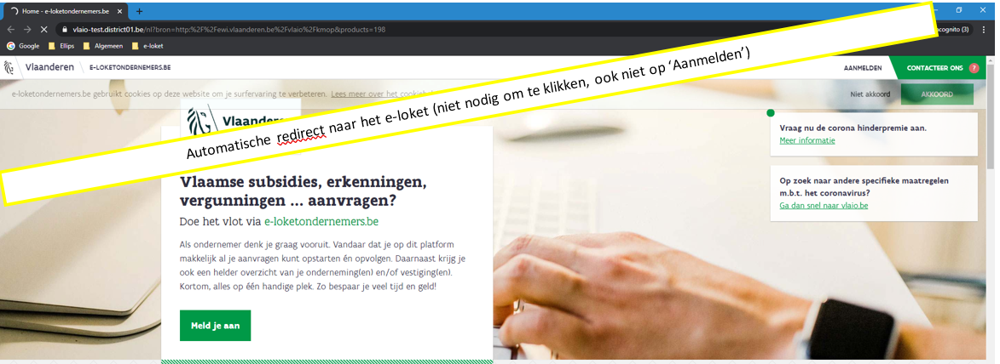 Home - e-loketondernemers.be
vlaio-test.district01.be/nl?bron=http:%2F%2Fewi.vlaanderen.be%2Fvlaio%2Fkmop&products=198
(3)
Google Ellips Algemeen e-loket
Vlaanderen E-LOKETONDERNEMERS.BE AANMELDEN CONTACTEER ONS ?
e-loketondernemers.be gebruikt cookies op deze website om je surfervaring te verbeteren. Lees meer over het Niet akkoord AKKOORD
Automatische redirect naar het e-loket (niet nodig om te klikken, ook niet op ‘Aanmelden’)
Vlaamse subsidies, erkenningen,
vergunningen ... aanvragen?
Doe het vlot via e-loketondernemers.be
Als ondernemer denk je graag vooruit. Vandaar dat je op dit platform
makkelijk al je aanvragen kunt opstarten én opvolgen. Daarnaast krijg je
ook een helder overzicht van je onderneming(en) en/of vestiging(en).
Kortom, alles op één handige plek. Zo bespaar je veel tijd en geld!
Meld je aan
Vraag nu de corona hinderpremie aan.
Meer informatie
Op zoek naar andere specifieke maatregelen
m.b.t. het coronavirus?
Ga dan snel naar vlaio.be